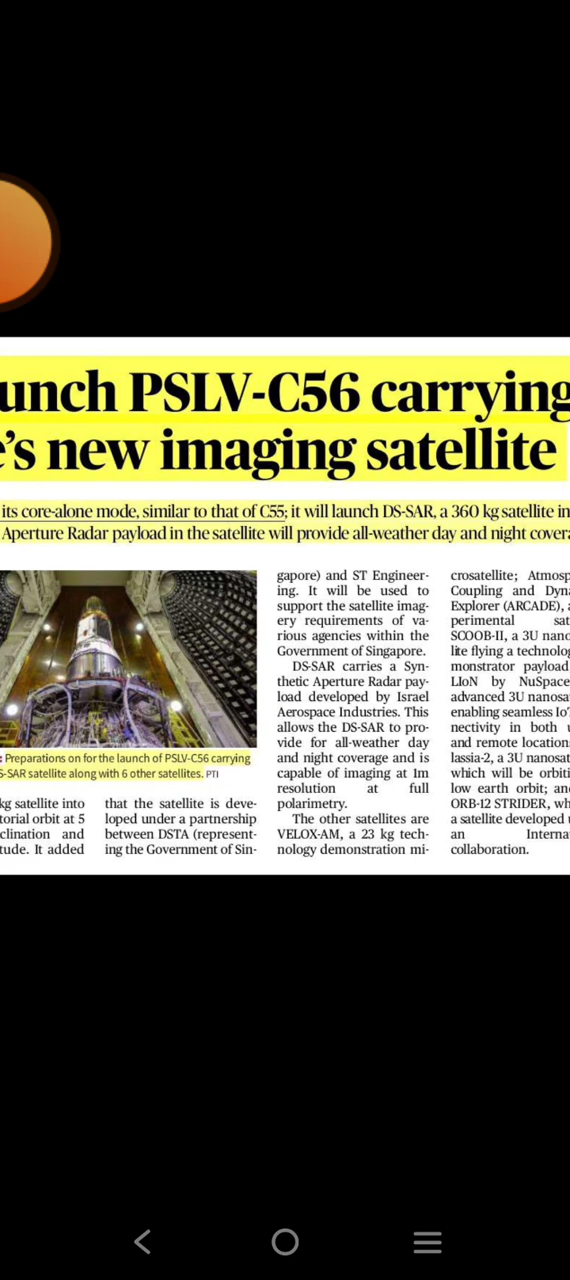 unch PSLV-C56 carrying
e's new imaging satellite
its core-alone mode, similar to that of C55; it will launch DS-SAR, a 360 kg satellite in
Aperture Radar payload in the satellite will provide all-weather day and night covera
: Preparations on for the launch of PSLV-C56 carrying
S-SAR satellite along with 6 other satellites. PTI
kg satellite into
torial orbit at 5
clination and
tude. It added
that the satellite is deve-
loped under a partnership
between DSTA (represent-
ing the Government of Sin-
gapore) and ST Engineer-
ing. It will be used to
support the satellite imag-
ery requirements of va-
rious agencies within the
Government of Singapore.
DS-SAR carries a Syn-
thetic Aperture Radar pay-
load developed by Israel
Aerospace Industries. This
allows the DS-SAR to pro-
vide for all-weather day
and night coverage and is
capable of imaging at 1m
resolution at full
polarimetry.
The other satellites are
VELOX-AM, a 23 kg tech-
nology demonstration mi-
crosatellite; Atmosp
Coupling and Dyna
Explorer (ARCADE), a
perimental sat
SCOOB-II, a 3U nano
lite flying a technolog
monstrator payload
LIoN by NuSpace
advanced 3U nanosat
enabling seamless IoT
nectivity in both u
and remote location
lassia-2, a 3U nanosat
which will be orbiti
low earth orbit; and
ORB-12 STRIDER, wh
a satellite developed u
an Interna
collaboration.